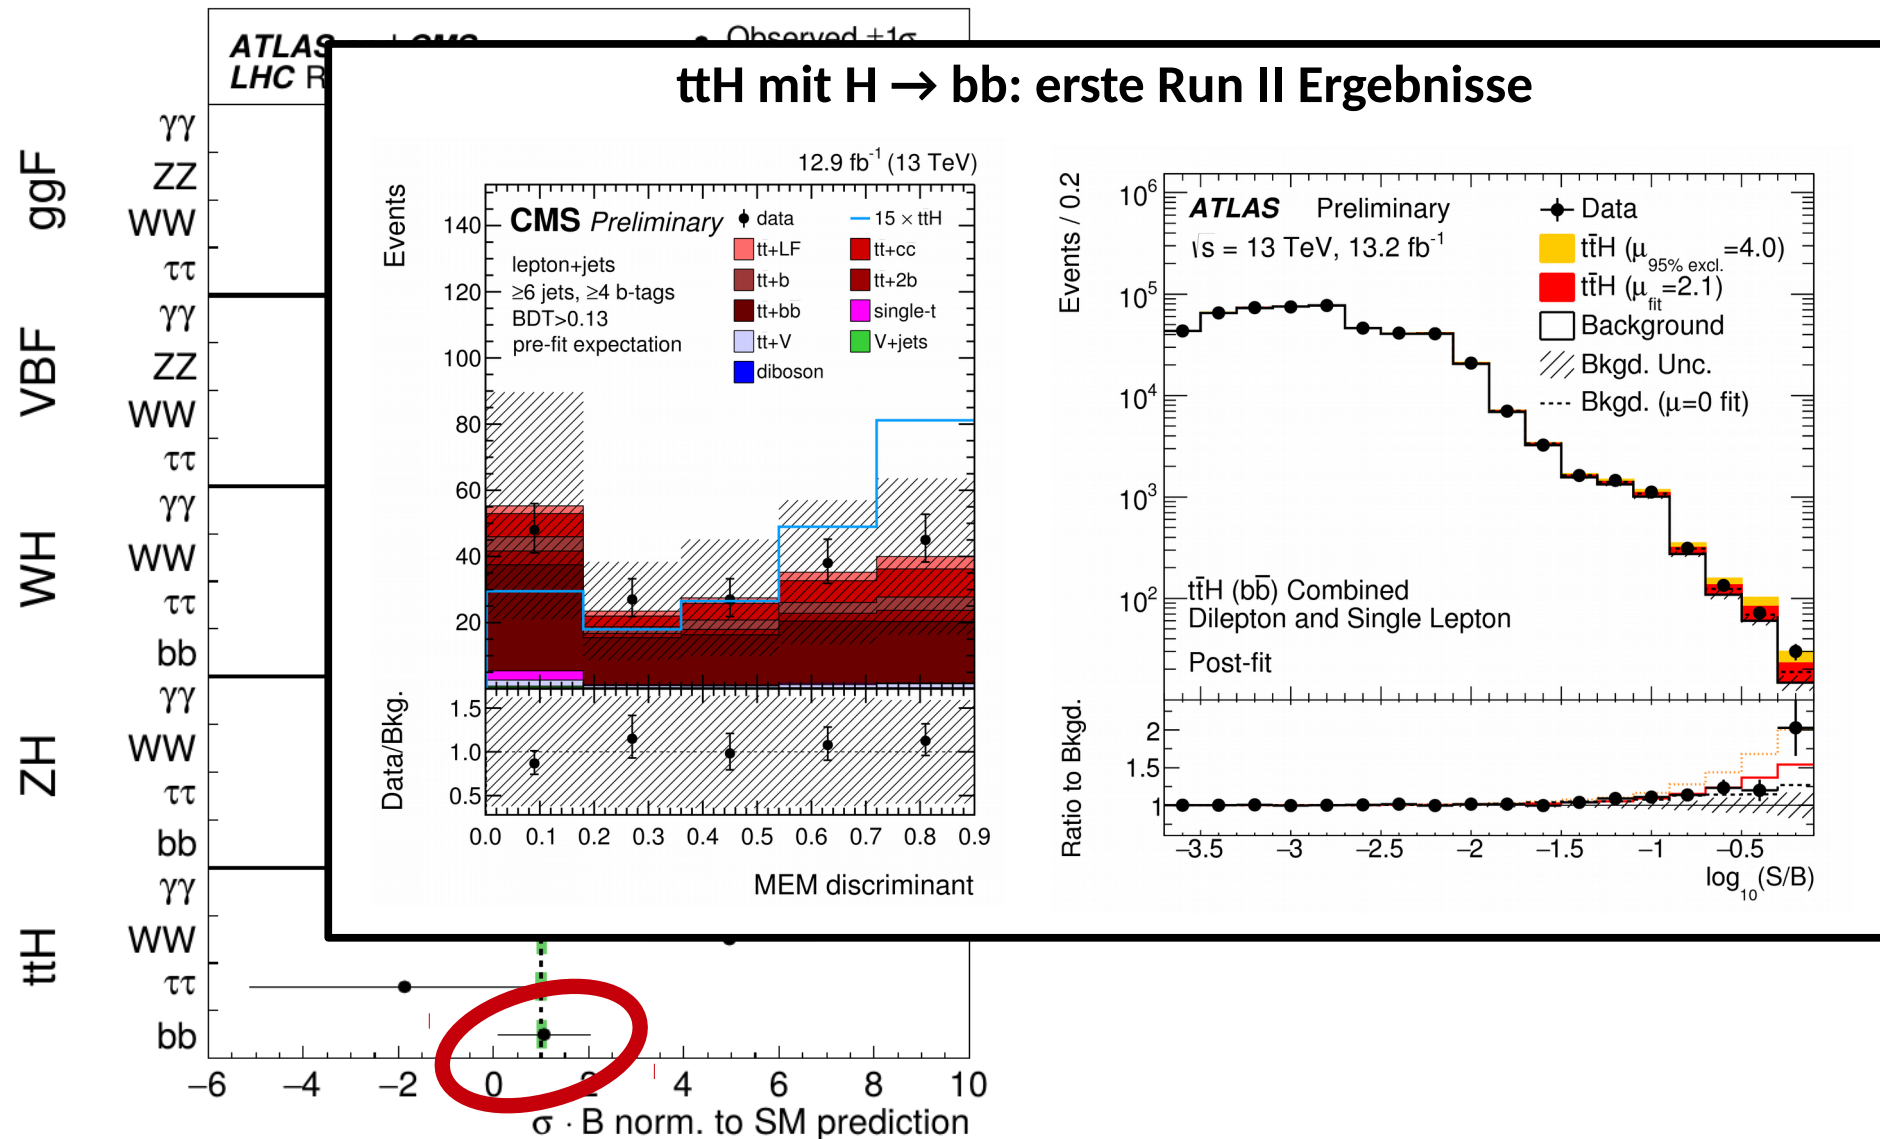 ATLAS
Observed ±1σ
LHC R
ttH mit H → bb: erste Run II Ergebnisse
ggF
γγ
ZZ
WW
ττ
VBF
γγ
ZZ
WW
ττ
WH
γγ
WW
ττ
bb
ZH
γγ
WW
ττ
bb
ttH
γγ
WW
ττ
bb
−6 −4 −2 0 2 4 6 8 10
σ · B norm. to SM prediction
12.9 fb⁻¹ (13 TeV)
Events
140
120
100
80
60
40
20
CMS Preliminary
lepton+jets
≥6 jets, ≥4 b-tags
BDT>0.13
pre-fit expectation
data
15 × ttH
tt+LF
tt+cc
tt+b
tt+2b
tt+bb
single-t
tt+V
V+jets
diboson
Data/Bkg.
1.5
1.0
0.5
0.0 0.1 0.2 0.3 0.4 0.5 0.6 0.7 0.8 0.9
MEM discriminant
Events / 0.2
10⁶
10⁵
10⁴
10³
10²
ATLAS Preliminary
√s = 13 TeV, 13.2 fb⁻¹
Data
tt̄H (μ95% excl.=4.0)
tt̄H (μfit=2.1)
Background
Bkgd. Unc.
Bkgd. (μ=0 fit)
tt̄H (bb̄) Combined
Dilepton and Single Lepton
Post-fit
Ratio to Bkgd.
2
1.5
1
−3.5 −3 −2.5 −2 −1.5 −1 −0.5
log₁₀(S/B)